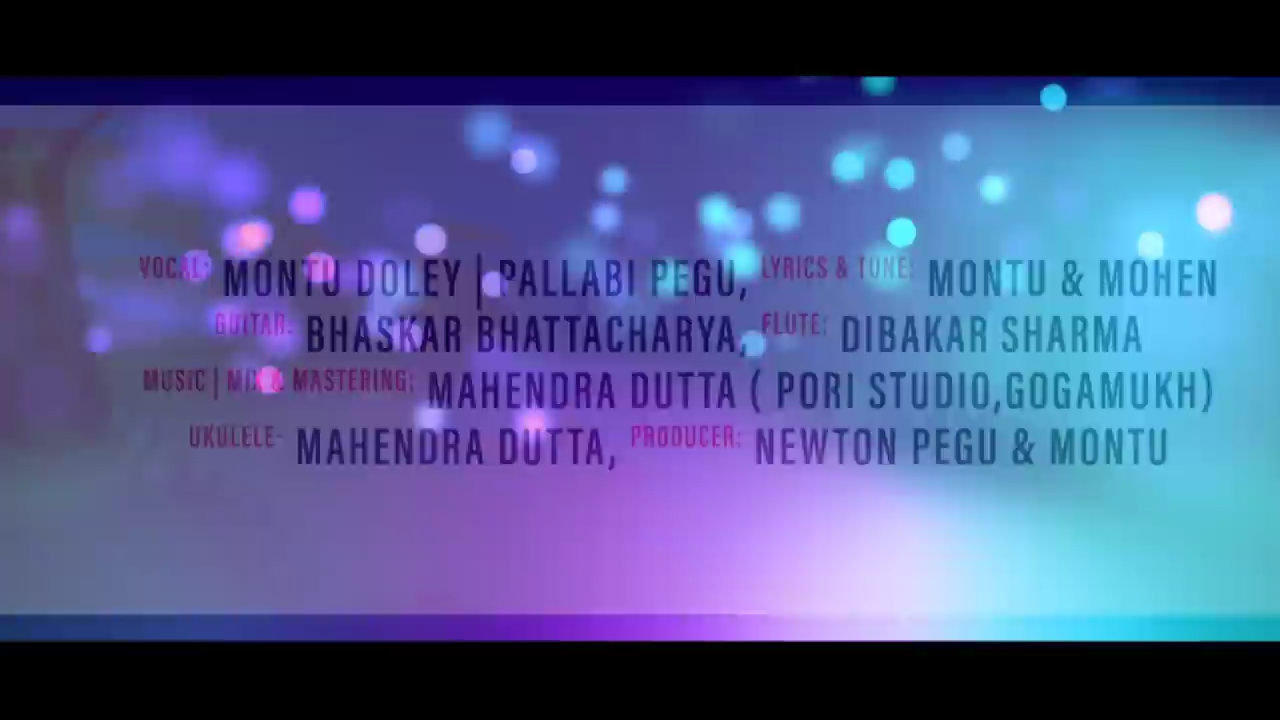 VOCAL: MONTU DOLEY | PALLABI PEGU, LYRICS & TUNE: MONTU & MOHEN
GUITAR: BHASKAR BHATTACHARYA, FLUTE: DIBAKAR SHARMA
MUSIC | MIX & MASTERING: MAHENDRA DUTTA ( PORI STUDIO,GOGAMUKH)
UKULELE- MAHENDRA DUTTA, PRODUCER: NEWTON PEGU & MONTU